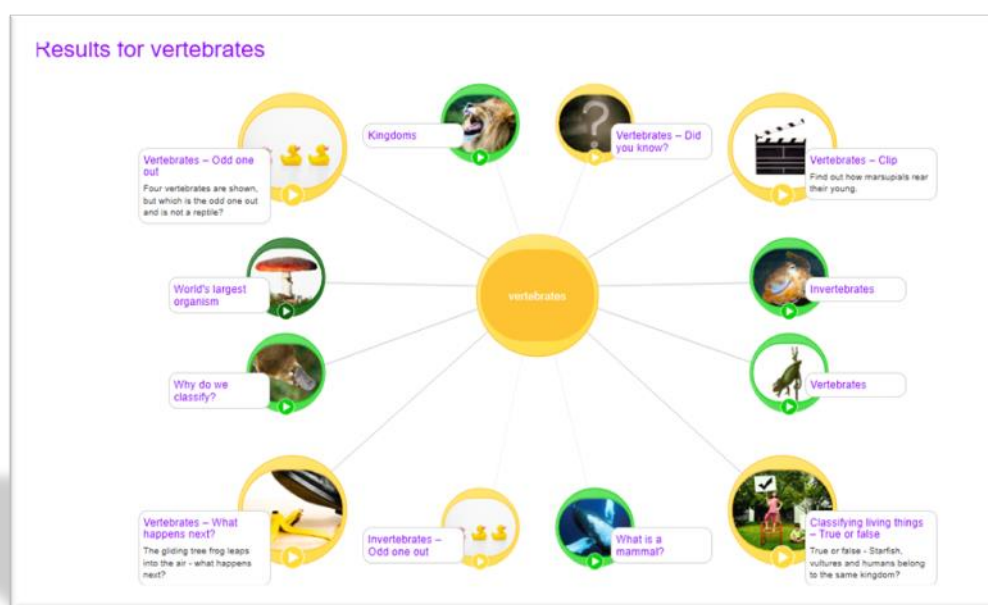 Results for vertebrates
Kingdoms
Vertebrates – Did
you know?
Vertebrates – Odd one
out
Four vertebrates are shown,
but which is the odd one out
and is not a reptile?
Vertebrates – Clip
Find out how marsupials rear
their young.
World's largest
organism
vertebrates
Invertebrates
Why do we
classify?
Vertebrates
Vertebrates – What
happens next?
The gliding tree frog leaps
into the air - what happens
next?
Invertebrates –
Odd one out
What is a
mammal?
Classifying living things
– True or false
True or false - Starfish,
vultures and humans belong
to the same kingdom?